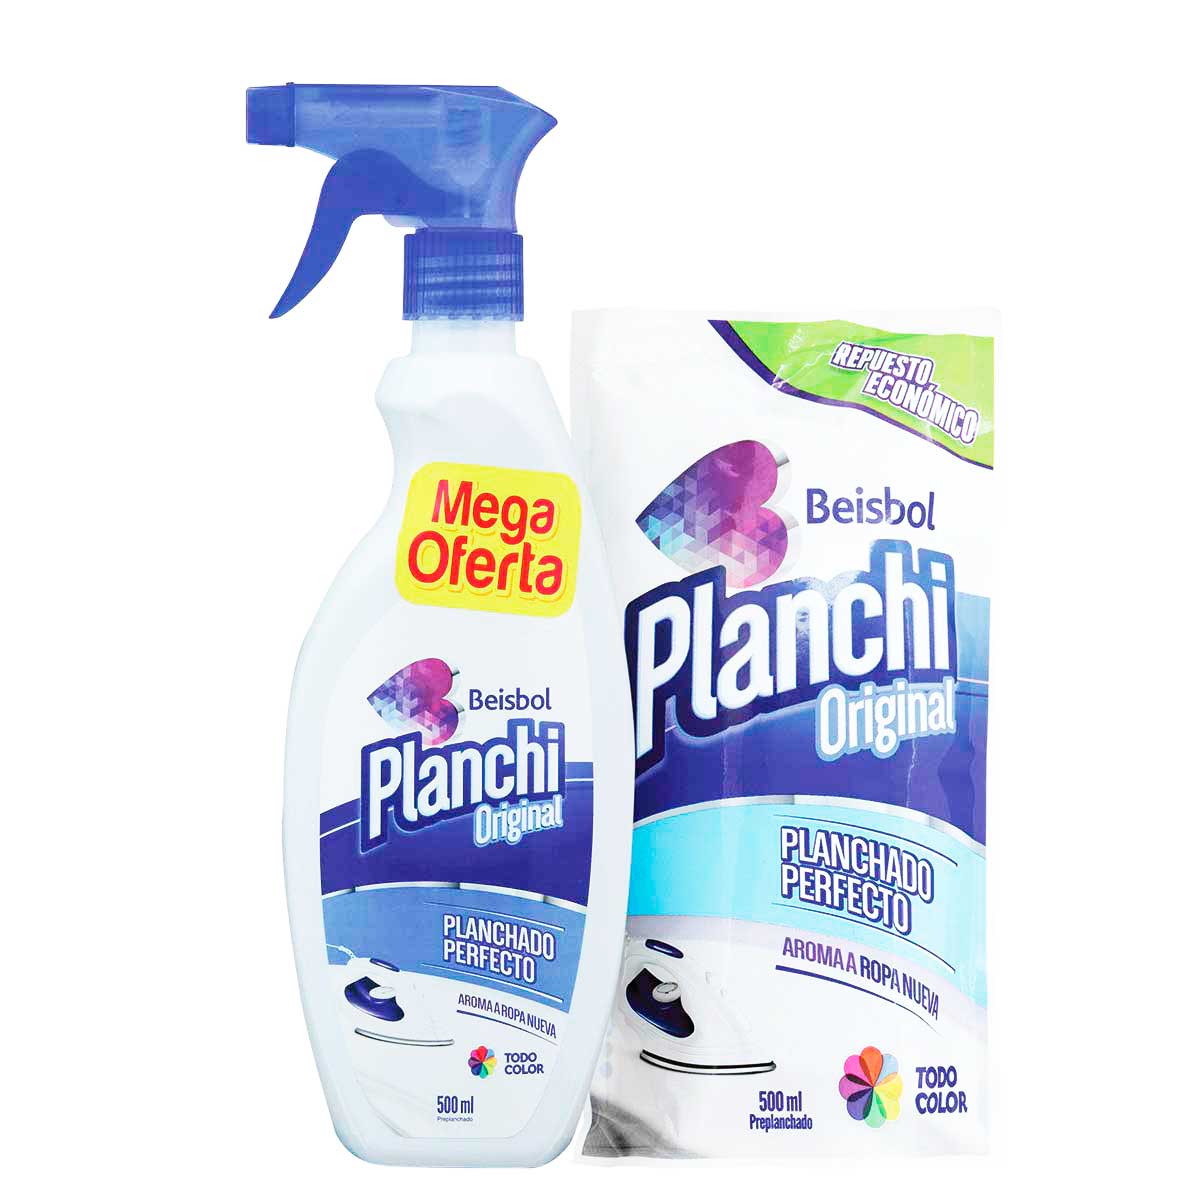 Mega
Oferta
Beisbol
Planchi
Original
PLANCHADO
PERFECTO
AROMA A ROPA NUEVA
TODO
COLOR
500 ml
Preplanchado
REPUESTO
ECONÓMICO
Beisbol
Planchi
Original
PLANCHADO
PERFECTO
AROMA A ROPA NUEVA
500 ml
Preplanchado
TODO
COLOR